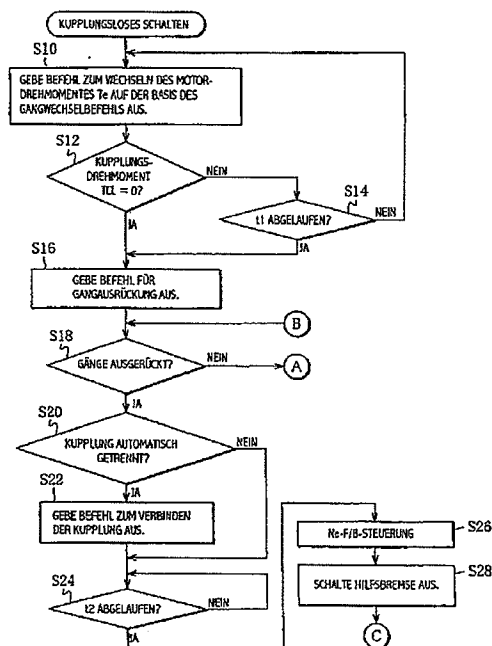 KUPPLUNGSLOSES SCHALTEN
S10
GEBE BEFEHL ZUM WECHSELN DES MOTOR-
DREHMOMENTES Te AUF DER BASIS DES
GANGWECHSELBEFEHLS AUS.
S12
KUPPLUNGS-
DREHMOMENT
TCL = 0?
NEIN
JA
S14
t1 ABGELAUFEN?
NEIN
JA
S16
GEBE BEFEHL FÜR
GANGAUSRÜCKUNG AUS.
B
S18
GÄNGE AUSGERÜCKT?
NEIN
A
JA
S20
KUPPLUNG AUTOMATISCH
GETRENNT?
NEIN
JA
S22
GEBE BEFEHL ZUM VERBINDEN
DER KUPPLUNG AUS.
S24
t2 ABGELAUFEN?
NEIN
JA
Ne-F/B-STEUERUNG
S26
SCHALTE HILFSBREMSE AUS.
S28
C